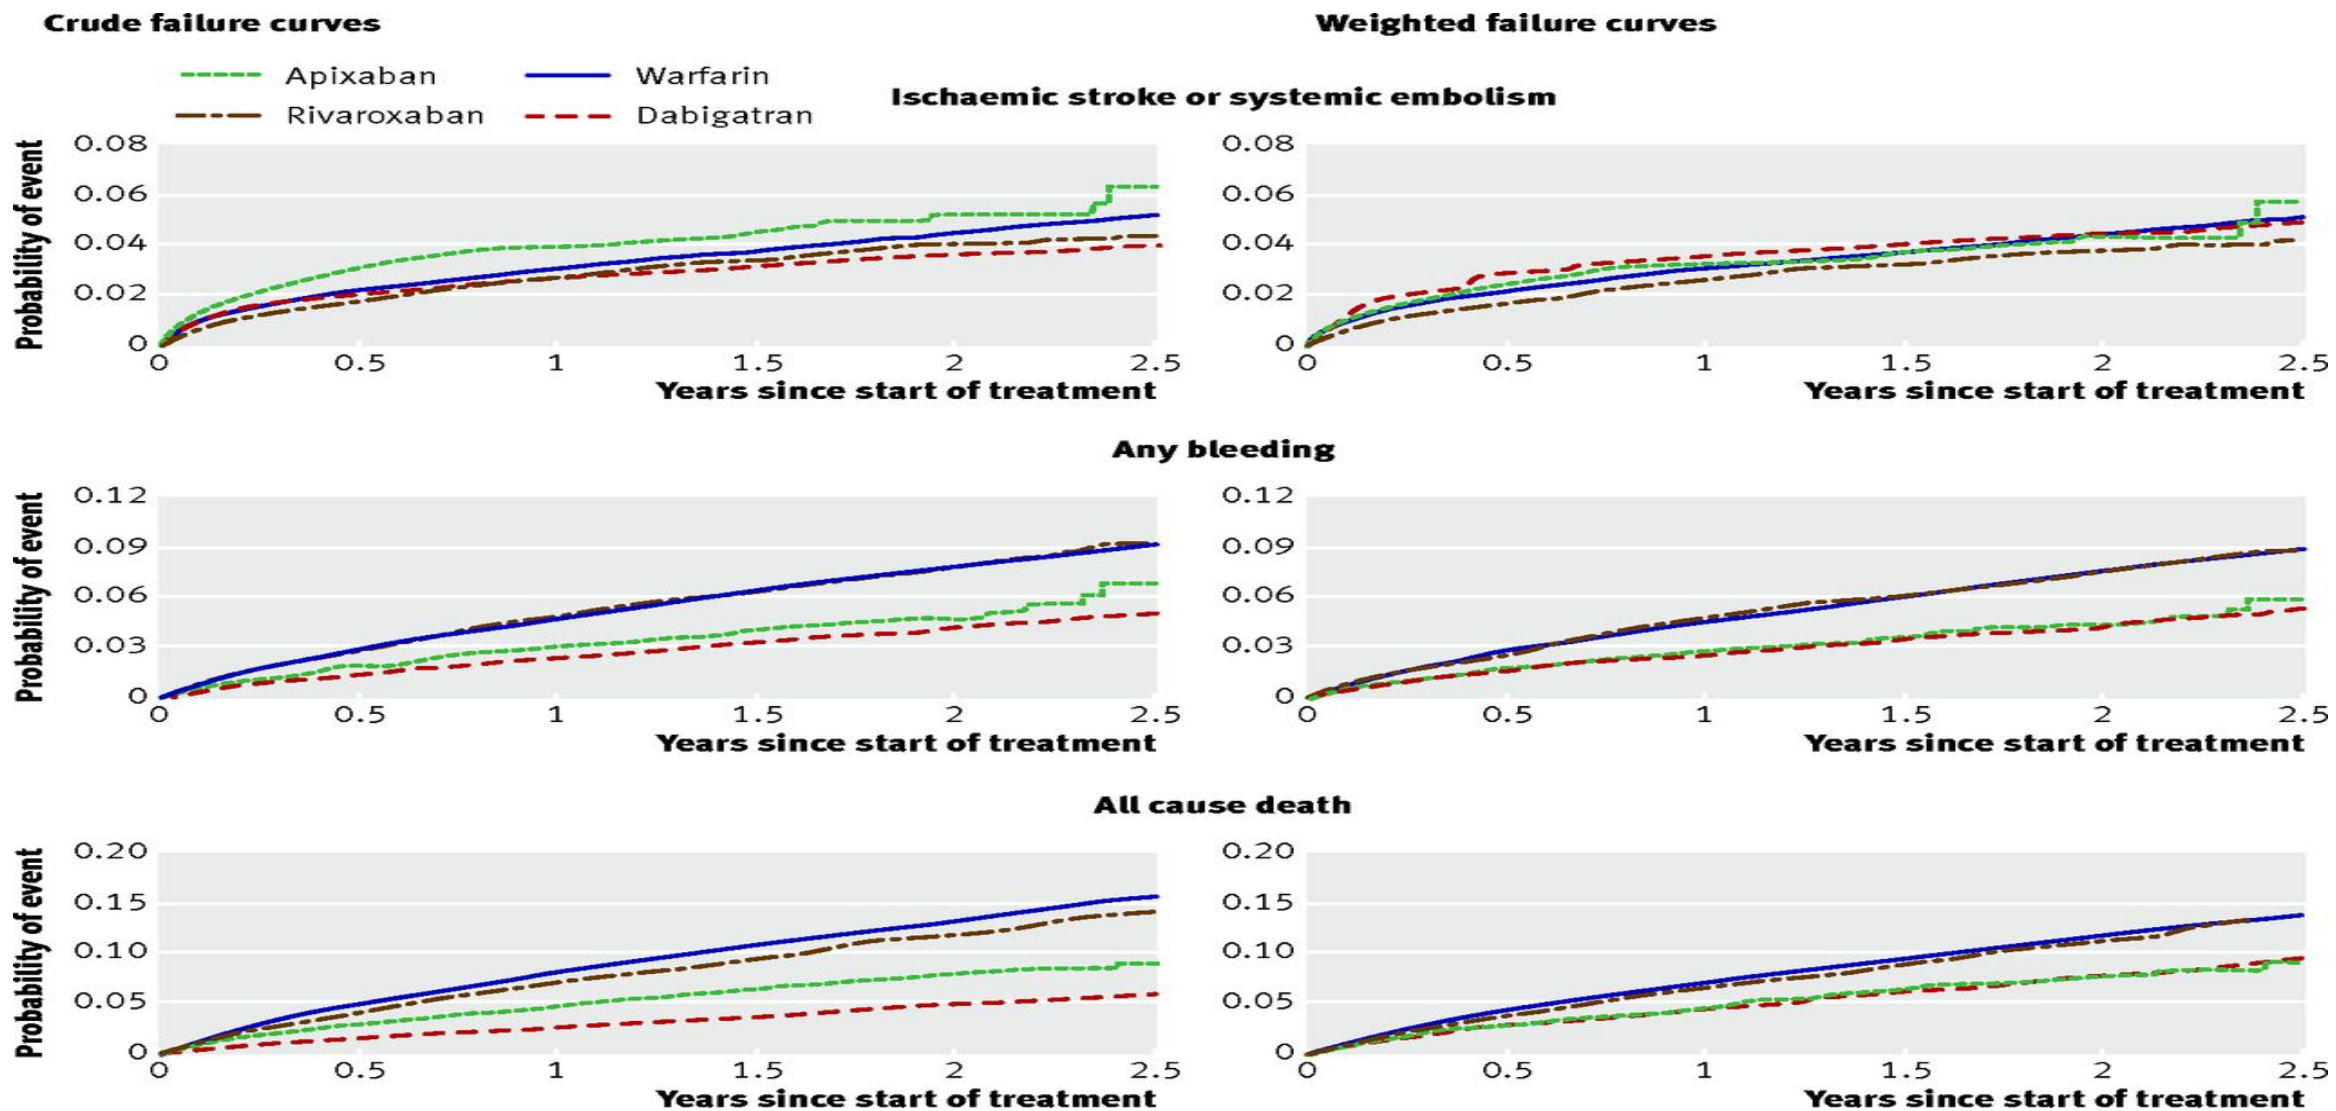 Crude failure curves
Weighted failure curves
Apixaban
Warfarin
Rivaroxaban
Dabigatran
Ischaemic stroke or systemic embolism
Probability of event
0.08
0.06
0.04
0.02
0
0 0.5 1 1.5 2 2.5
Years since start of treatment
0.08
0.06
0.04
0.02
0
0 0.5 1 1.5 2 2.5
Years since start of treatment
Any bleeding
Probability of event
0.12
0.09
0.06
0.03
0
0 0.5 1 1.5 2 2.5
Years since start of treatment
0.12
0.09
0.06
0.03
0
0 0.5 1 1.5 2 2.5
Years since start of treatment
All cause death
Probability of event
0.20
0.15
0.10
0.05
0
0 0.5 1 1.5 2 2.5
Years since start of treatment
0.20
0.15
0.10
0.05
0
0 0.5 1 1.5 2 2.5
Years since start of treatment